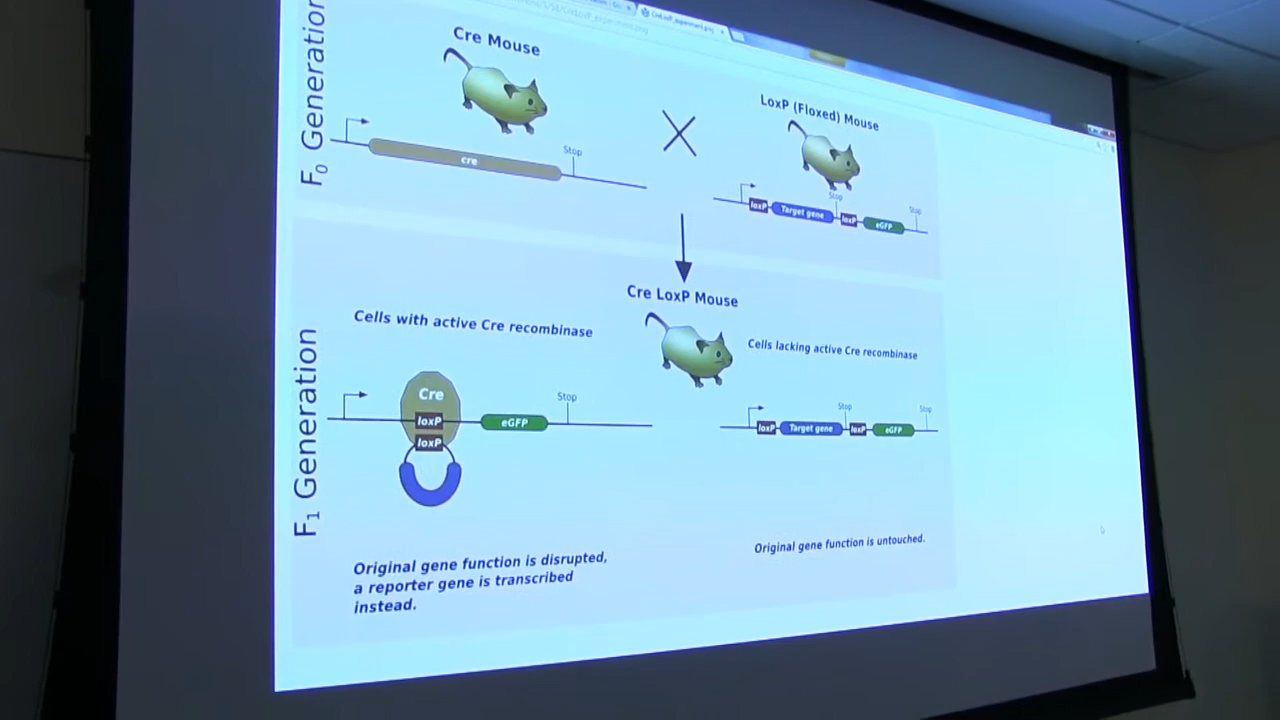 CreLoxP_experiment.png
F0 Generation
Cre Mouse
LoxP (Floxed) Mouse
cre
Stop
loxP
Target gene
Stop
loxP
eGFP
Stop
Cre LoxP Mouse
F1 Generation
Cells with active Cre recombinase
Cells lacking active Cre recombinase
Cre
loxP
loxP
eGFP
Stop
loxP
Target gene
Stop
loxP
eGFP
Stop
Original gene function is disrupted,
a reporter gene is transcribed
instead.
Original gene function is untouched.